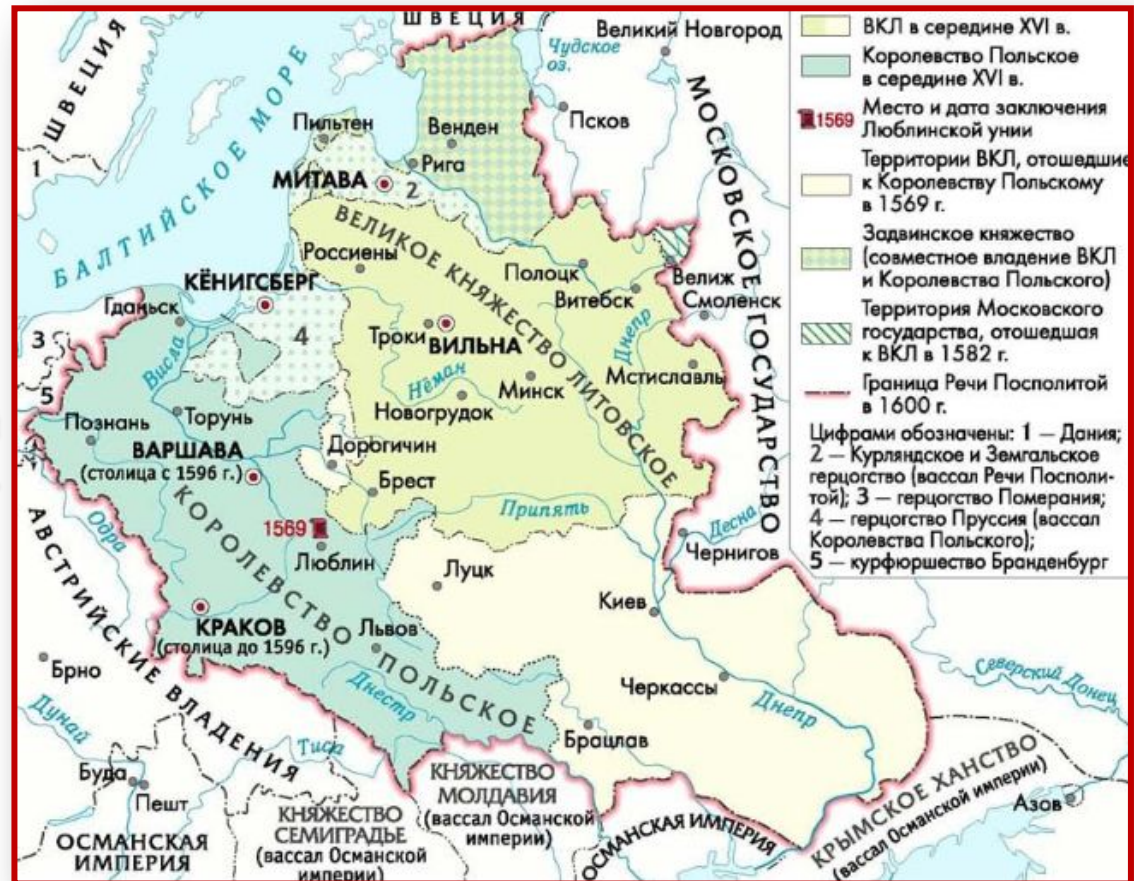 ШВЕЦИЯ
ШВЕЦИЯ
1
БАЛТИЙСКОЕ МОРЕ
Чудское
оз.
Великий Новгород
Псков
МОСКОВСКОЕ ГОСУДАРСТВО
Пильтен
Венден
Рига
МИТАВА
2
ВЕЛИКОЕ КНЯЖЕСТВО ЛИТОВСКОЕ
Россиены
Полоцк
Велиж
Витебск
Смоленск
КЁНИГСБЕРГ
Гданьск
3
4
Троки
ВИЛЬНА
Днепр
Висла
Неман
Минск
Мстиславль
5
Новогрудок
Познань
Торунь
ВАРШАВА
(столица с 1596 г.)
Дорогичин
Брест
Припять
Десна
КОРОЛЕВСТВО ПОЛЬСКОЕ
1569
Люблин
Чернигов
Одра
АВСТРИЙСКИЕ ВЛАДЕНИЯ
Луцк
Киев
КРАКОВ
(столица до 1596 г.)
Львов
Брно
Днестр
Черкассы
Днепр
Северский Донец
Дунай
Тиса
Брацлав
Буда
Пешт
ОСМАНСКАЯ
ИМПЕРИЯ
КНЯЖЕСТВО
СЕМИГРАДЬЕ
(вассал Османской
империи)
КНЯЖЕСТВО
МОЛДАВИЯ
(вассал Османской
империи)
ОСМАНСКАЯ ИМПЕРИЯ
КРЫМСКОЕ ХАНСТВО
(вассал Османской империи)
Азов
ВКЛ в середине XVI в.
Королевство Польское
в середине XVI в.
1569 Место и дата заключения
Люблинской унии
Территории ВКЛ, отошедшие
к Королевству Польскому
в 1569 г.
Задвинское княжество
(совместное владение ВКЛ
и Королевства Польского)
Территория Московского
государства, отошедшая
к ВКЛ в 1582 г.
Граница Речи Посполитой
в 1600 г.
Цифрами обозначены: 1 — Дания;
2 — Курляндское и Земгальское
герцогство (вассал Речи Посполи-
той); 3 — герцогство Померания;
4 — герцогство Пруссия (вассал
Королевства Польского);
5 — курфюршество Бранденбург